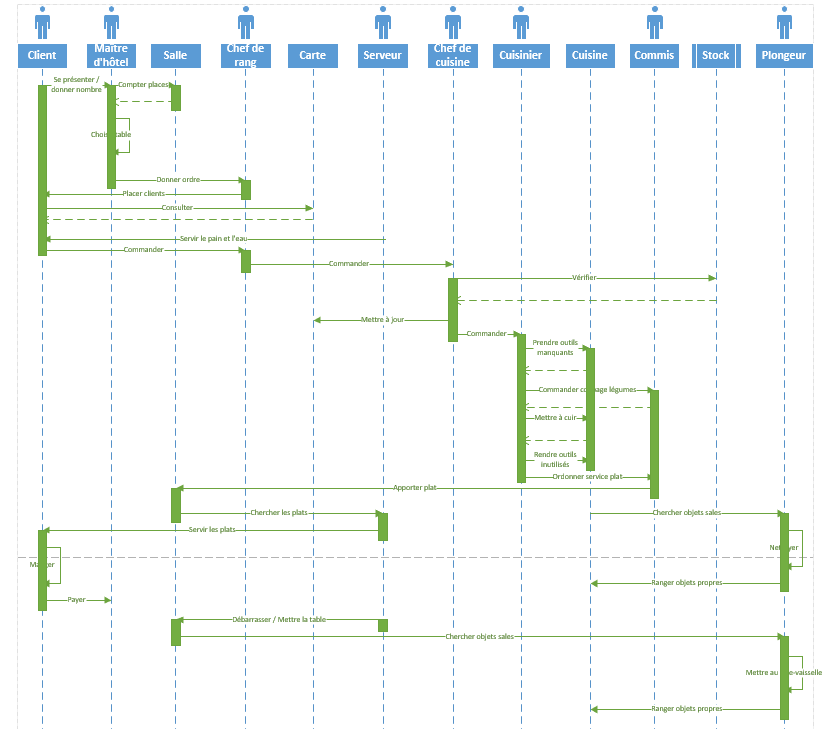 Client
Maître
d'hôtel
Salle
Chef de
rang
Carte
Serveur
Chef de
cuisine
Cuisinier
Cuisine
Commis
Stock
Plongeur
Se présenter /
donner nombre
Compter places
Choisir table
Donner ordre
Placer clients
Consulter
Servir le pain et l'eau
Commander
Commander
Vérifier
Mettre à jour
Commander
Prendre outils
manquants
Commander coupage légumes
Mettre à cuir
Rendre outils
inutilisés
Ordonner service plat
Apporter plat
Chercher les plats
Chercher objets sales
Servir les plats
Nettoyer
Manger
Ranger objets propres
Payer
Débarrasser / Mettre la table
Chercher objets sales
Mettre au lave-vaisselle
Ranger objets propres